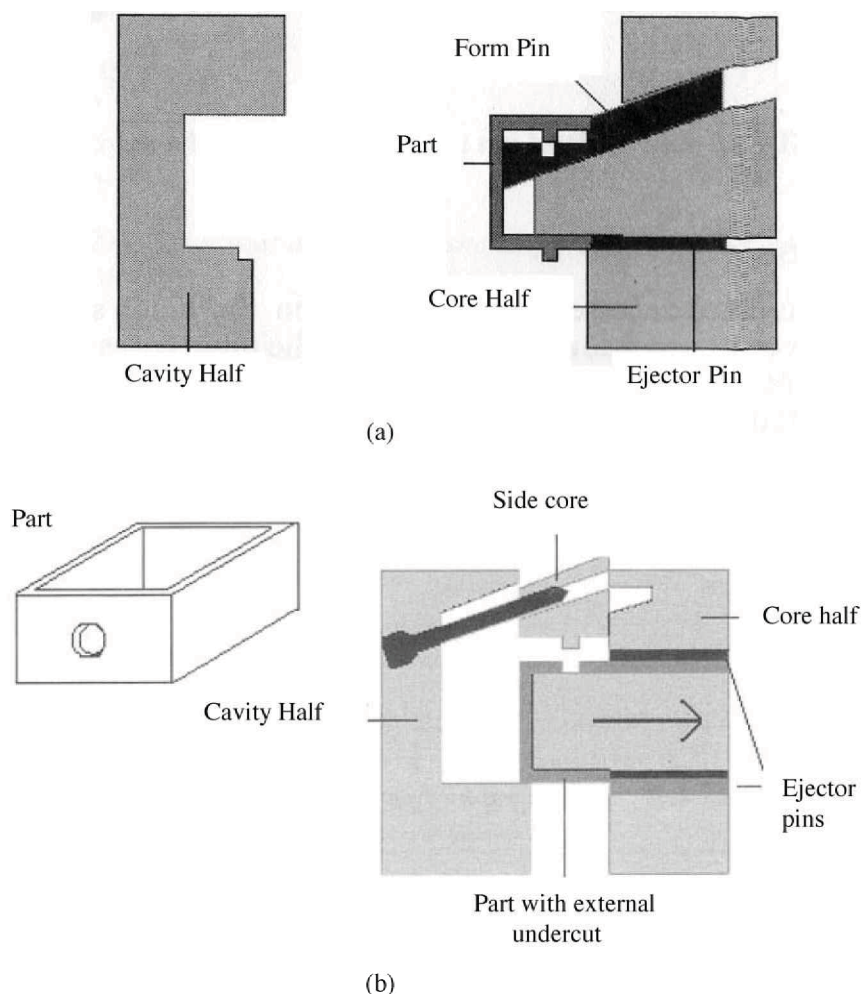 Form Pin
Part
Core Half
Cavity Half
Ejector Pin
(a)
Side core
Part
Core half
Cavity Half
Ejector
pins
Part with external
undercut
(b)